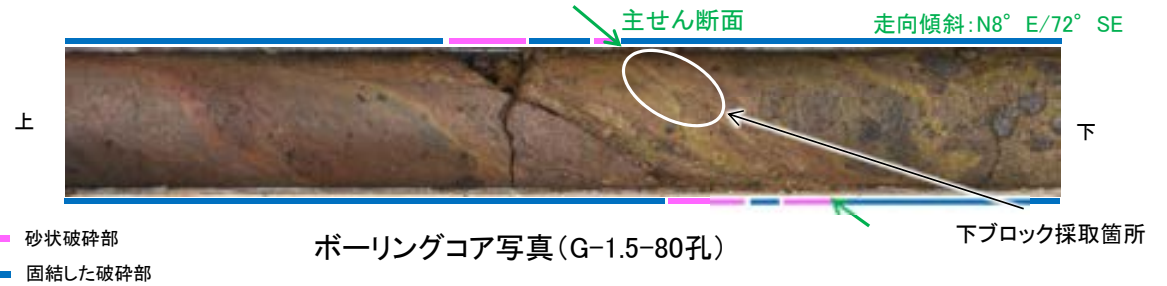 主せん断面
走向傾斜:N8°E/72°SE
上
下
砂状破砕部
固結した破砕部
ボーリングコア写真(G-1.5-80孔)
下ブロック採取箇所